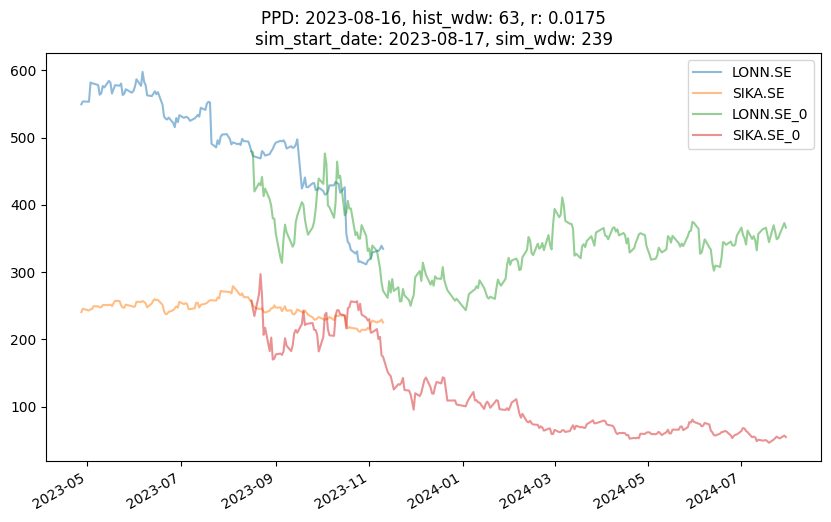 PPD: 2023-08-16, hist_wdw: 63, r: 0.0175
sim_start_date: 2023-08-17, sim_wdw: 239
LONN.SE
SIKA.SE
LONN.SE_0
SIKA.SE_0
600
500
400
300
200
100
2023-05
2023-07
2023-09
2023-11
2024-01
2024-03
2024-05
2024-07